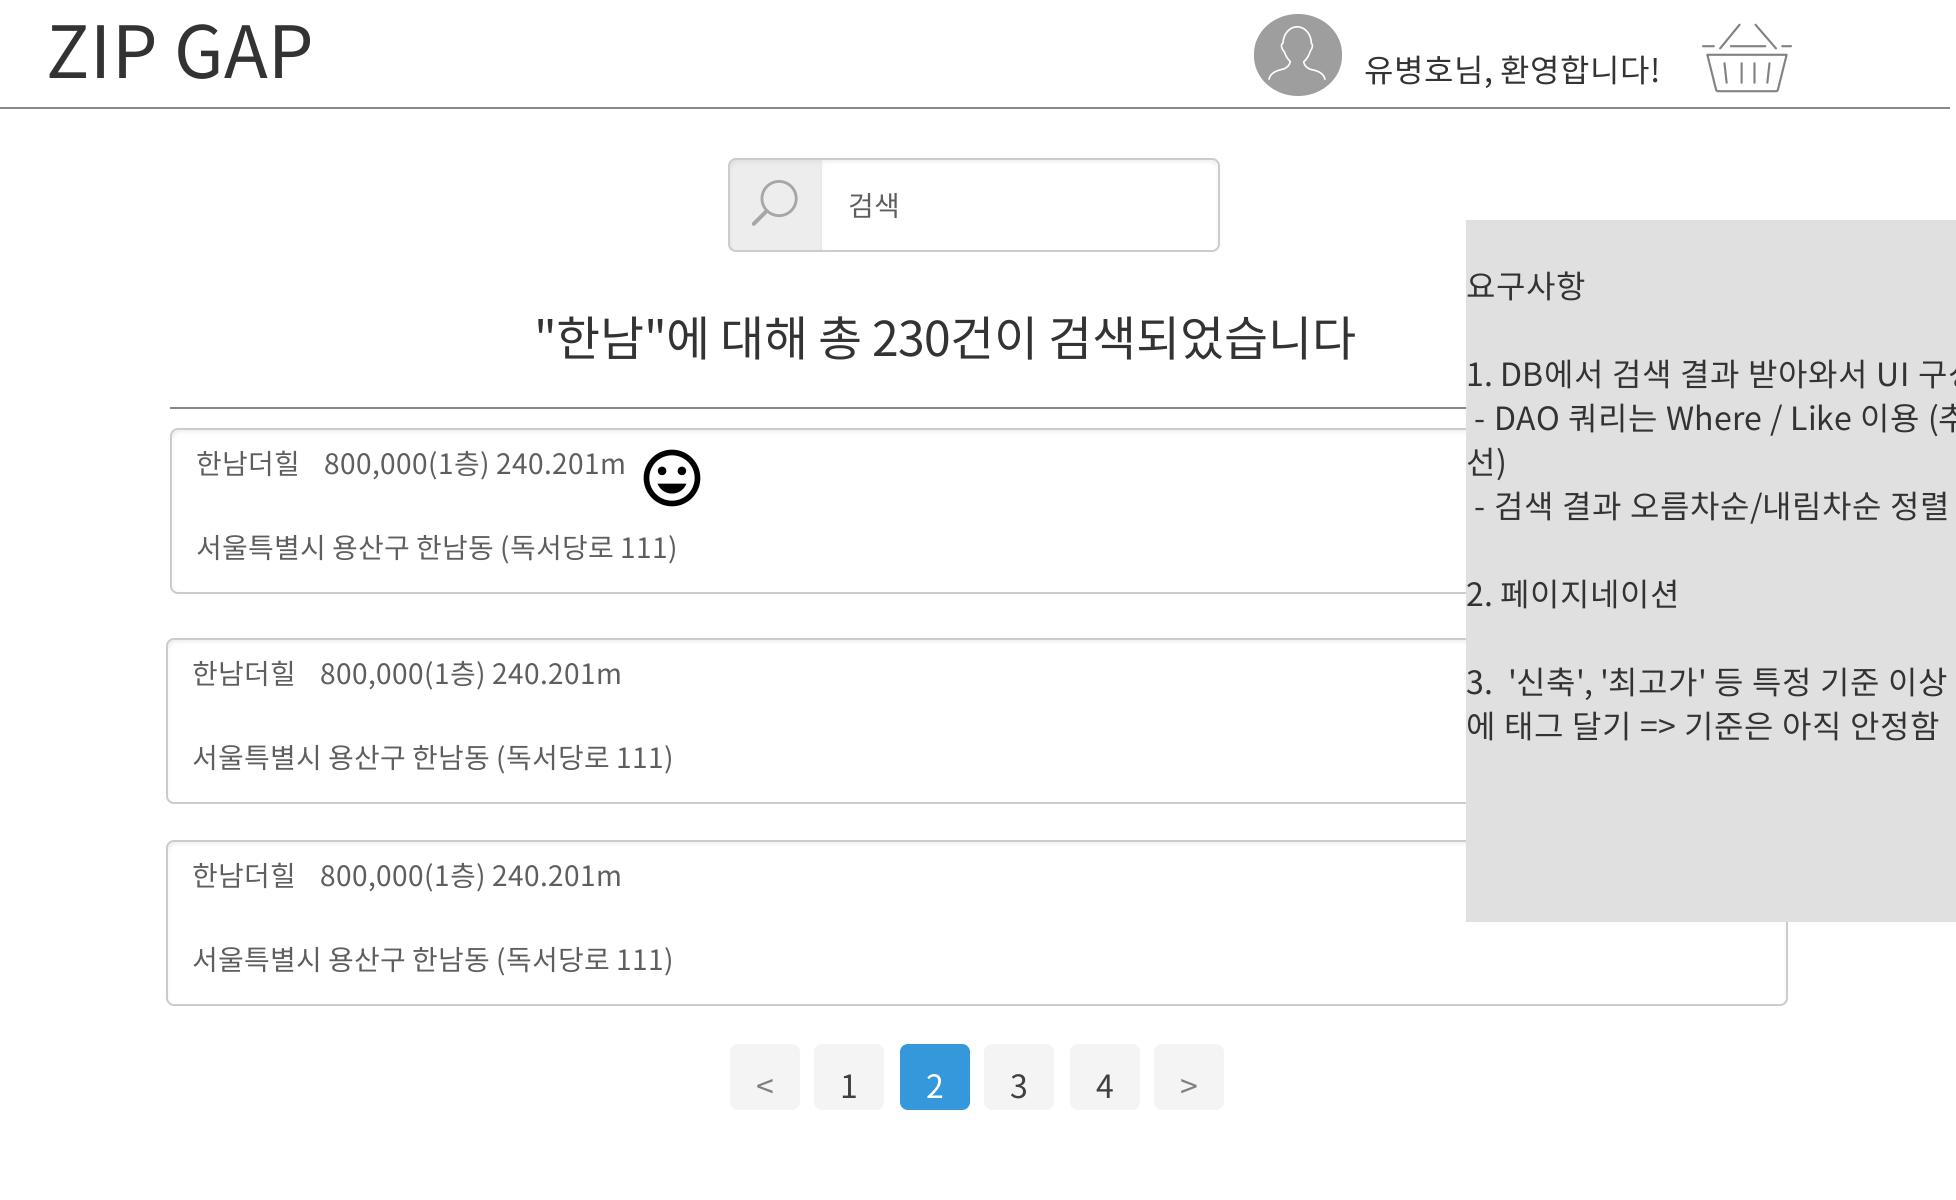 ZIP GAP
유병호님, 환영합니다!
검색
"한남"에 대해 총 230건이 검색되었습니다
한남더힐 800,000(1층) 240.201m
서울특별시 용산구 한남동 (독서당로 111)
한남더힐 800,000(1층) 240.201m
서울특별시 용산구 한남동 (독서당로 111)
한남더힐 800,000(1층) 240.201m
서울특별시 용산구 한남동 (독서당로 111)
< 1 2 3 4 >
요구사항
1. DB에서 검색 결과 받아와서 UI
- DAO 쿼리는 Where / Like 이용
선)
- 검색 결과 오름차순/내림차순 정렬
2. 페이지네이션
3. '신축', '최고가' 등 특정 기준 이상
에 태그 달기 => 기준은 아직 안정함